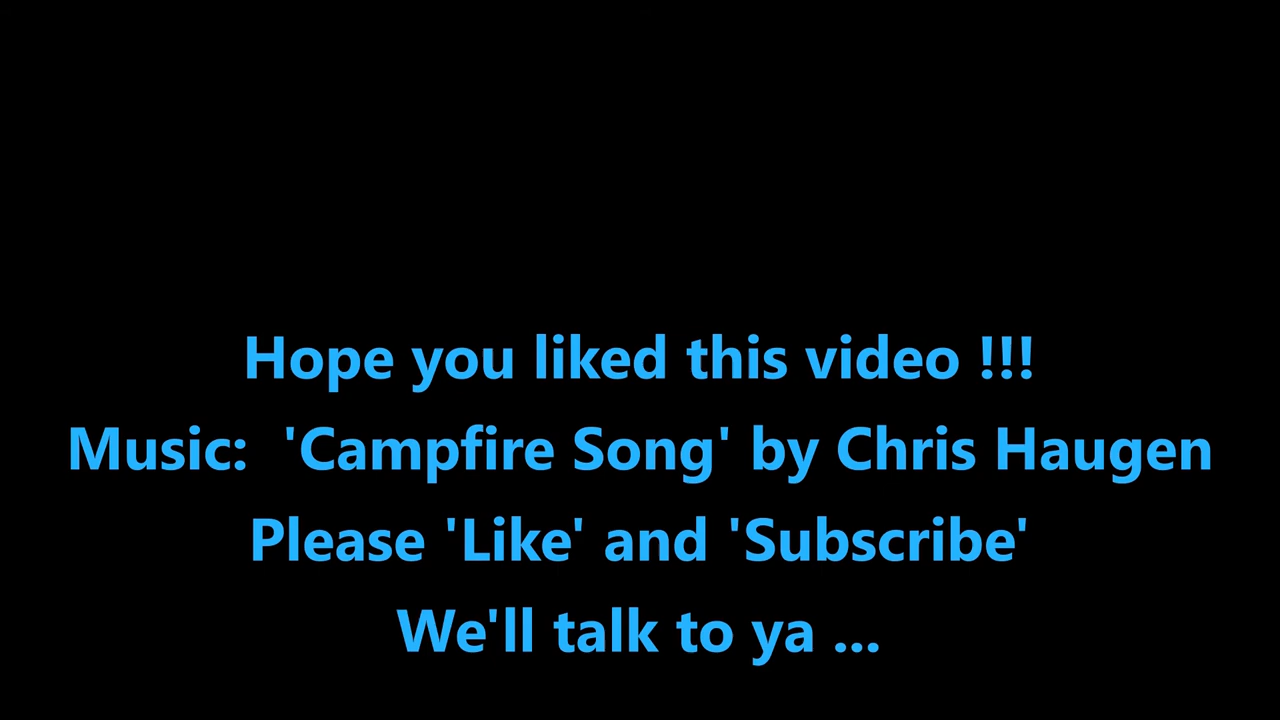 Hope you liked this video !!!
Music:  'Campfire Song' by Chris Haugen
Please 'Like' and 'Subscribe'
We'll talk to ya ...